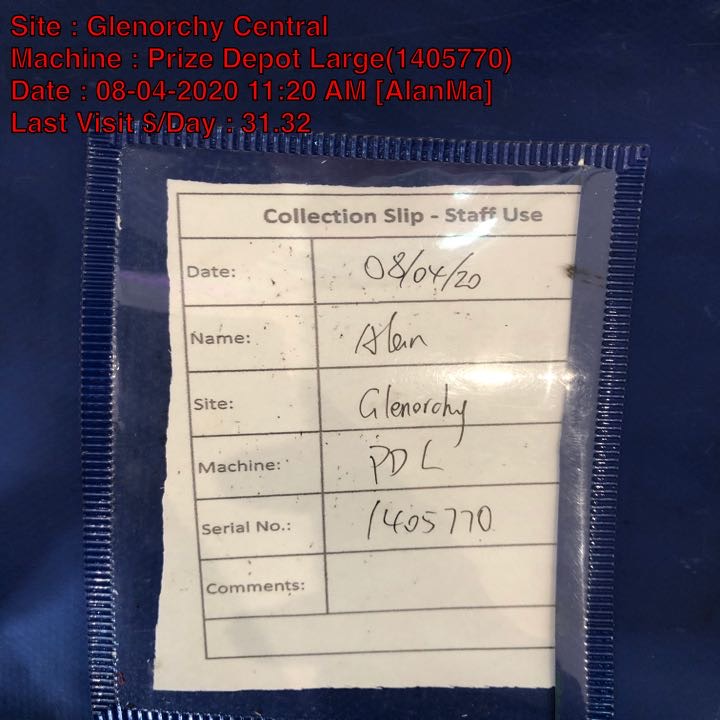 Site : Glenorchy Central
Machine : Prize Depot Large(1405770)
Date : 08-04-2020 11:20 AM [AlanMa]
Last Visit $/Day : 31.32
Collection Slip - Staff Use
Date: 08/04/20
Name: Alan
Site: Glenorchy
Machine: PDL
Serial No.: 1405770
Comments: